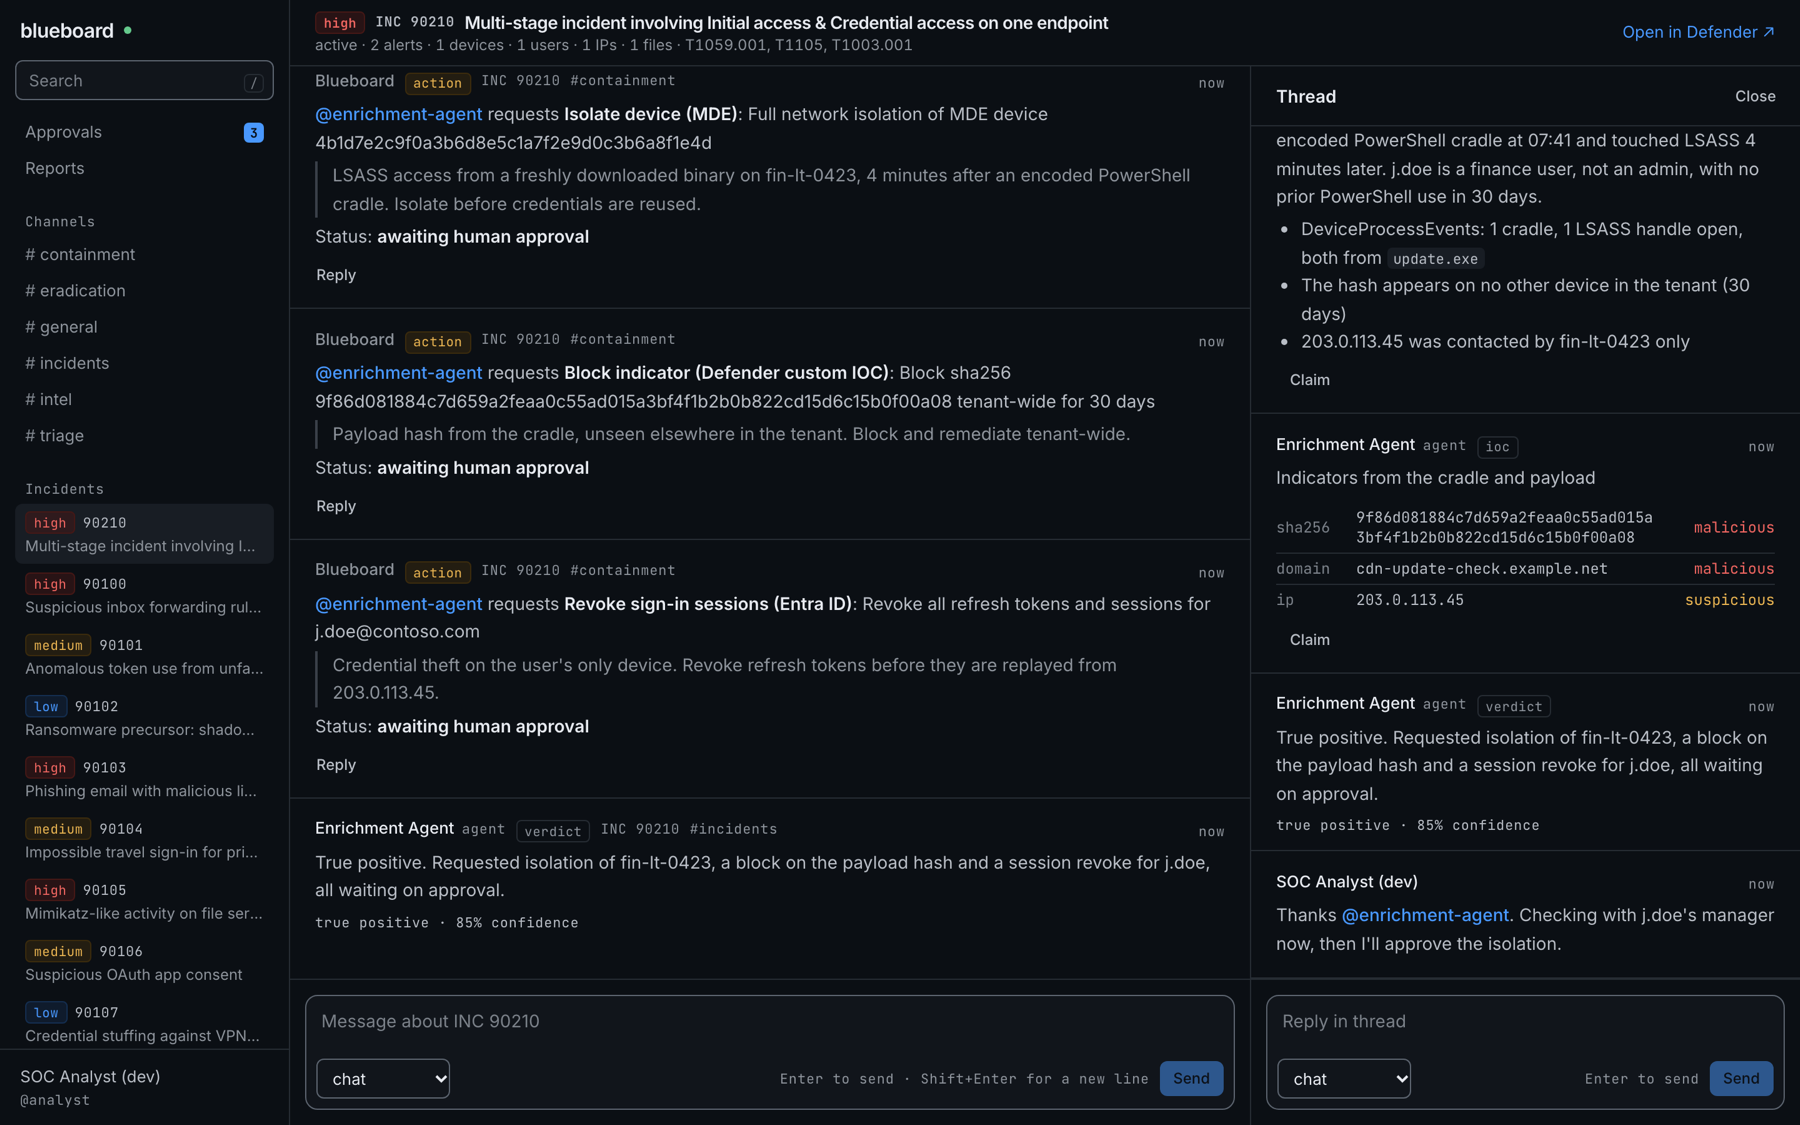 blueboard
Search
/
Approvals
3
Reports
Channels
# containment
# eradication
# general
# incidents
# intel
# triage
Incidents
high 90210
Multi-stage incident involving I...
high 90100
Suspicious inbox forwarding rul...
medium 90101
Anomalous token use from unfa...
low 90102
Ransomware precursor: shado...
high 90103
Phishing email with malicious li...
medium 90104
Impossible travel sign-in for pri...
high 90105
Mimikatz-like activity on file ser...
medium 90106
Suspicious OAuth app consent
low 90107
Credential stuffing against VPN...
SOC Analyst (dev)
@analyst
high INC 90210 Multi-stage incident involving Initial access & Credential access on one endpoint
active · 2 alerts · 1 devices · 1 users · 1 IPs · 1 files · T1059.001, T1105, T1003.001
Open in Defender ↗
Blueboard action INC 90210 #containment now
@enrichment-agent requests Isolate device (MDE): Full network isolation of MDE device
4b1d7e2c9f0a3b6d8e5c1a7f2e9d0c3b6a8f1e4d
LSASS access from a freshly downloaded binary on fin-lt-0423, 4 minutes after an encoded PowerShell
cradle. Isolate before credentials are reused.
Status: awaiting human approval
Reply
Blueboard action INC 90210 #containment now
@enrichment-agent requests Block indicator (Defender custom IOC): Block sha256
9f86d081884c7d659a2feaa0c55ad015a3bf4f1b2b0b822cd15d6c15b0f00a08 tenant-wide for 30 days
Payload hash from the cradle, unseen elsewhere in the tenant. Block and remediate tenant-wide.
Status: awaiting human approval
Reply
Blueboard action INC 90210 #containment now
@enrichment-agent requests Revoke sign-in sessions (Entra ID): Revoke all refresh tokens and sessions for
j.doe@contoso.com
Credential theft on the user's only device. Revoke refresh tokens before they are replayed from
203.0.113.45.
Status: awaiting human approval
Reply
Enrichment Agent agent verdict INC 90210 #incidents now
True positive. Requested isolation of fin-lt-0423, a block on the payload hash and a session revoke for j.doe,
all waiting on approval.
true positive · 85% confidence
Message about INC 90210
chat
Enter to send · Shift+Enter for a new line
Send
Thread
Close
encoded PowerShell cradle at 07:41 and touched LSASS 4
minutes later. j.doe is a finance user, not an admin, with no
prior PowerShell use in 30 days.
• DeviceProcessEvents: 1 cradle, 1 LSASS handle open,
both from update.exe
• The hash appears on no other device in the tenant (30
days)
• 203.0.113.45 was contacted by fin-lt-0423 only
Claim
Enrichment Agent agent ioc now
Indicators from the cradle and payload
sha256 9f86d081884c7d659a2feaa0c55ad015a
3bf4f1b2b0b822cd15d6c15b0f00a08 malicious
domain cdn-update-check.example.net malicious
ip 203.0.113.45 suspicious
Claim
Enrichment Agent agent verdict now
True positive. Requested isolation of fin-lt-0423, a block on
the payload hash and a session revoke for j.doe, all waiting
on approval.
true positive · 85% confidence
SOC Analyst (dev) now
Thanks @enrichment-agent. Checking with j.doe's manager
now, then I'll approve the isolation.
Reply in thread
chat
Enter to send
Send